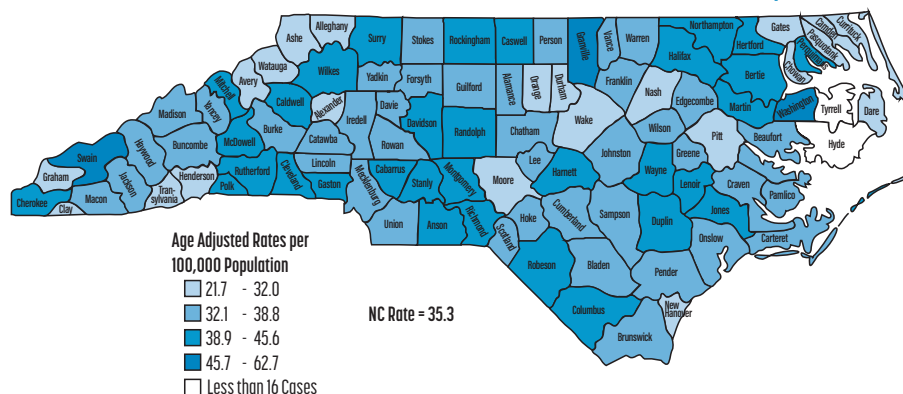 Ashe
Alleghany
Surry
Stokes
Rockingham
Caswell
Person
Granville
Vance
Warren
Northampton
Gates
Camden
Currituck
Pasquotank
Perquimans
Hertford
Halifax
Chowan
Bertie
Watauga
Wilkes
Yadkin
Forsyth
Guilford
Alamance
Orange
Durham
Franklin
Nash
Edgecombe
Martin
Washington
Tyrrell
Dare
Mitchell
Avery
Yancey
Caldwell
Alexander
Iredell
Davie
Davidson
Randolph
Chatham
Wake
Wilson
Pitt
Beaufort
Hyde
Madison
Buncombe
McDowell
Burke
Catawba
Rowan
Lee
Johnston
Greene
Swain
Haywood
Graham
Jackson
Henderson
Tran-
sylvania
Rutherford
Polk
Cleveland
Lincoln
Gaston
Mecklenburg
Cabarrus
Stanly
Montgomery
Moore
Harnett
Wayne
Lenoir
Craven
Pamlico
Cherokee
Clay
Macon
Union
Anson
Richmond
Scotland
Hoke
Cumberland
Sampson
Duplin
Jones
Onslow
Carteret
Robeson
Bladen
Pender
Columbus
New
Hanover
Brunswick
Age Adjusted Rates per
100,000 Population
21.7 - 32.0
32.1 - 38.8
38.9 - 45.6
45.7 - 62.7
Less than 16 Cases
NC Rate = 35.3